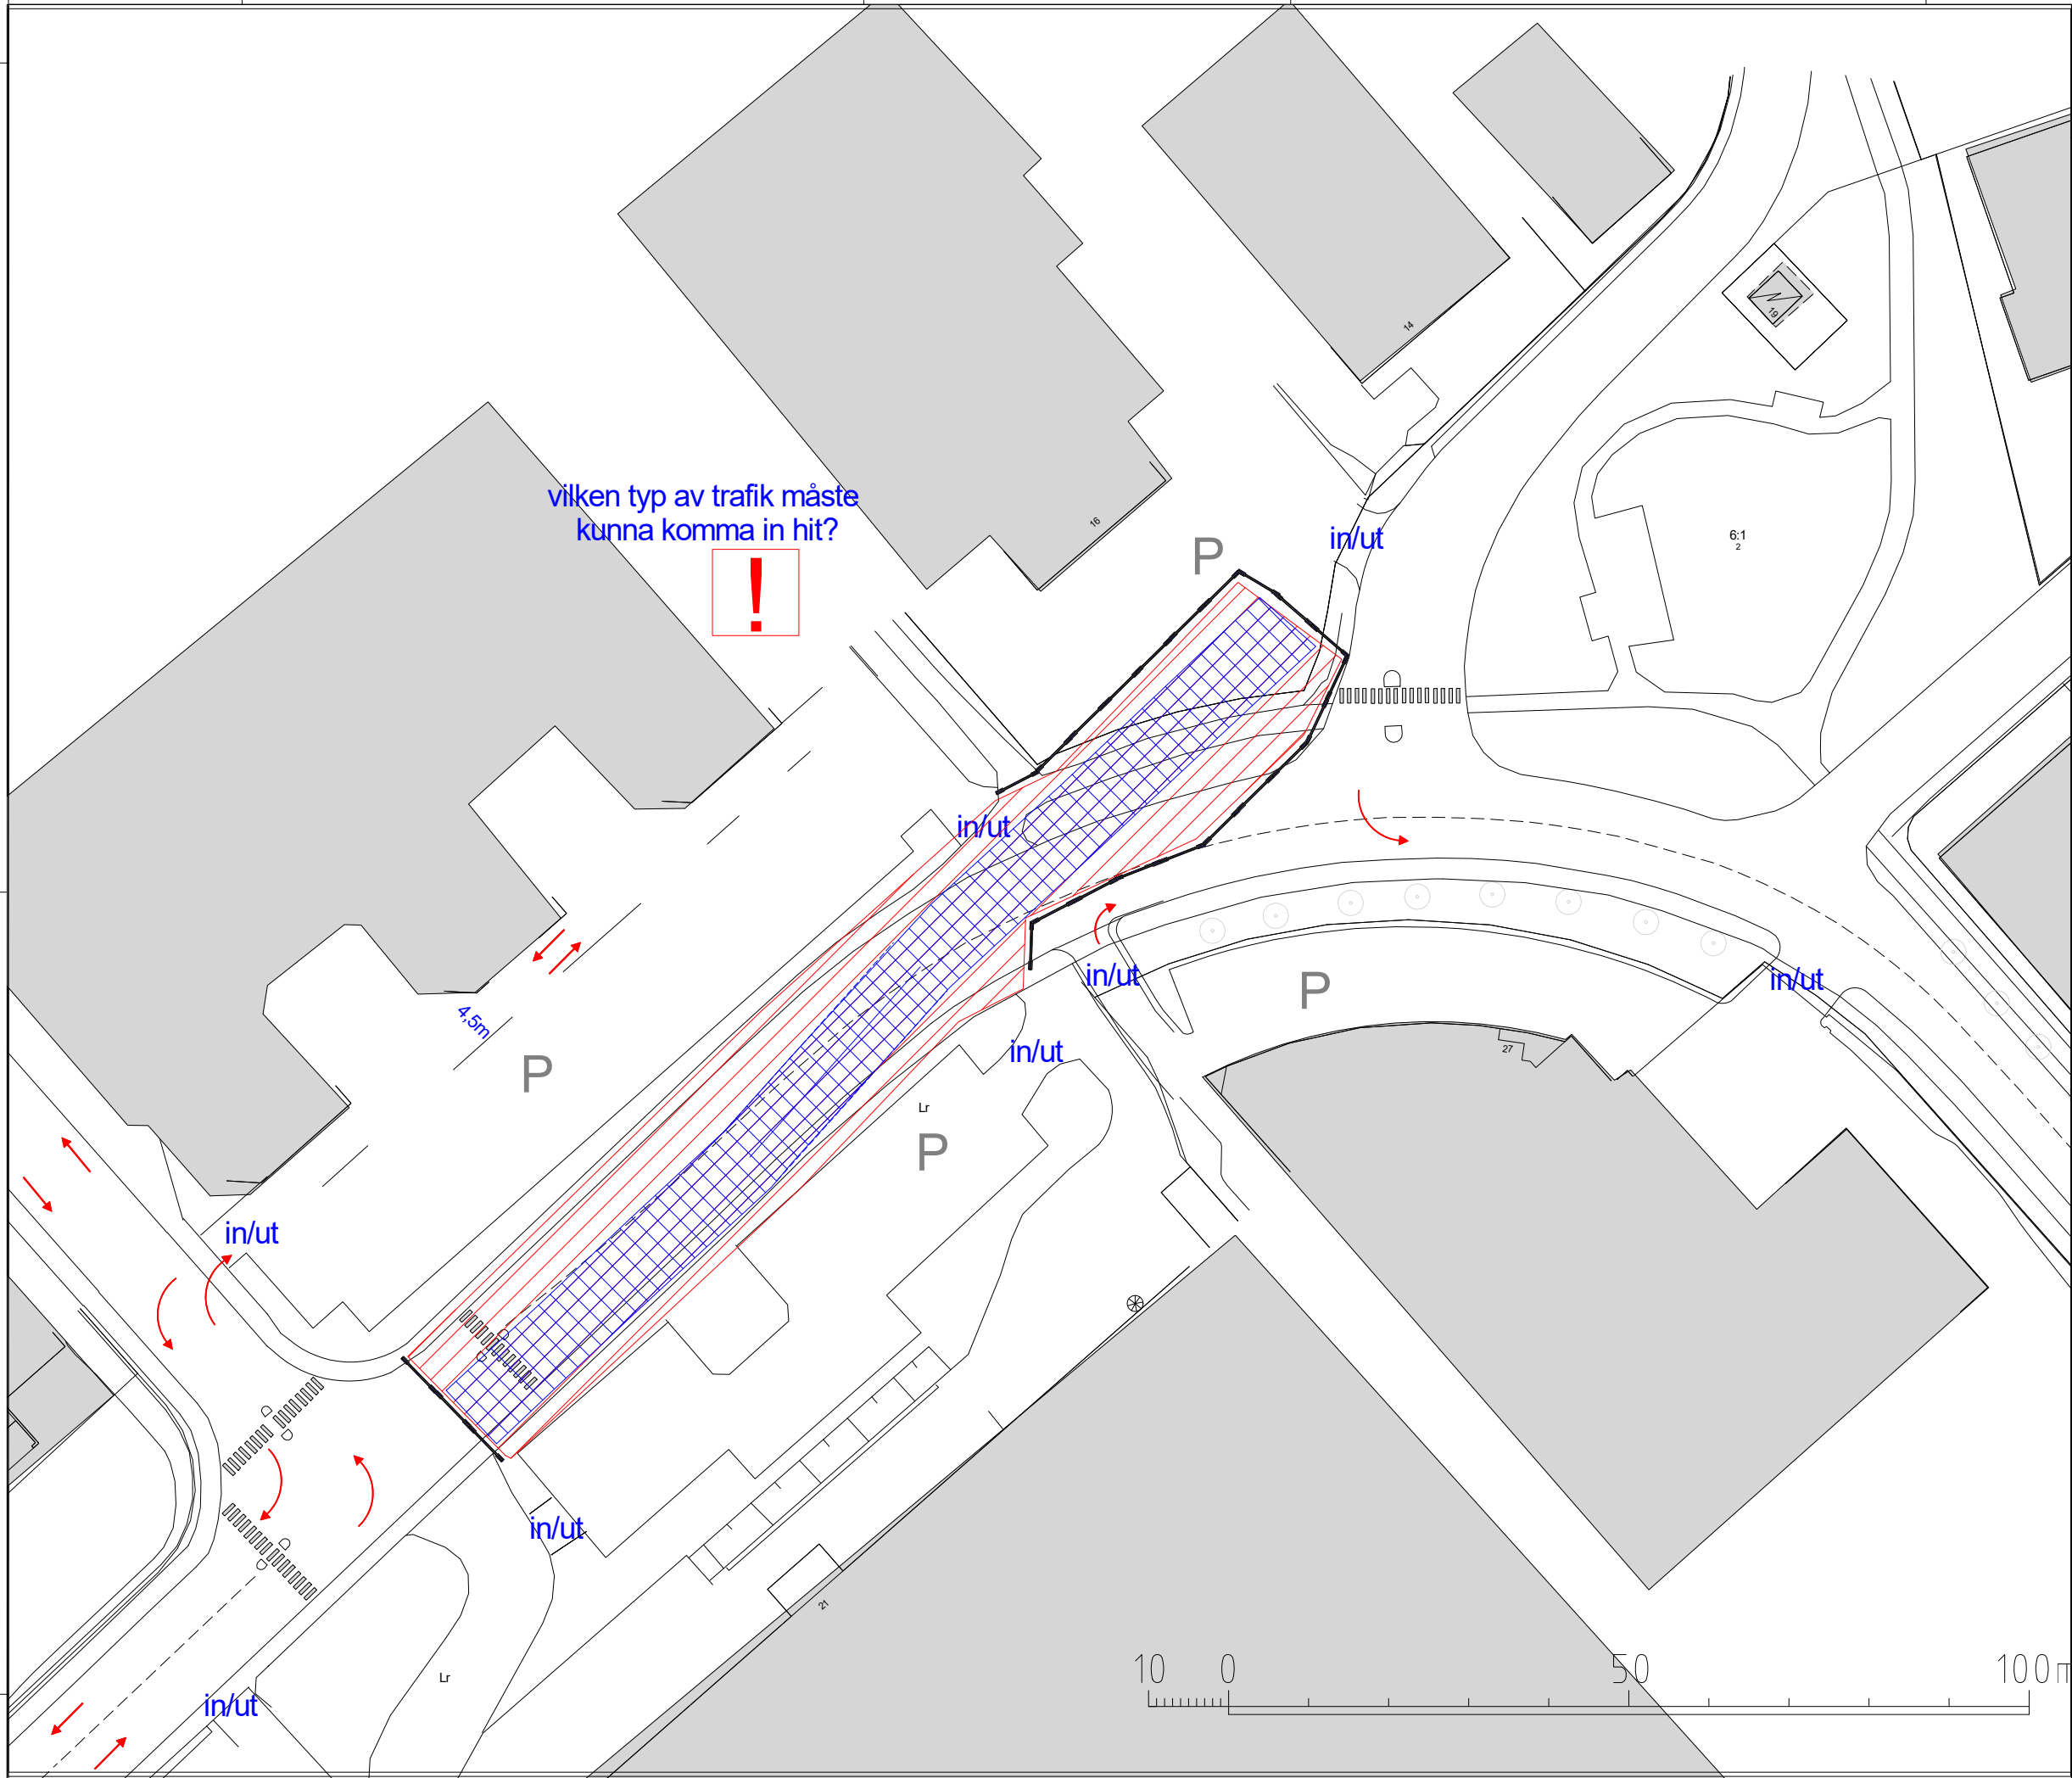 14
19
vilken typ av trafik måste
kunna komma in hit?
!
16
P
in/ut
6:1
2
in/ut
in/ut
P
in/ut
4,5m
P
in/ut
27
Lr
P
in/ut
in/ut
21
Lr
in/ut
10 0 50 100m